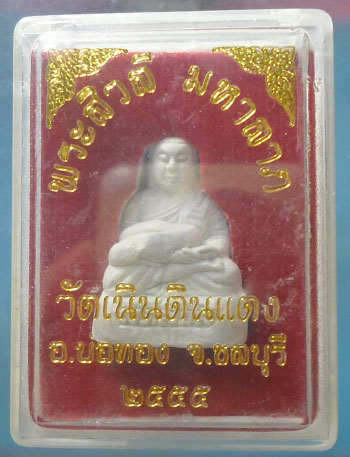 พระสิวลี มหาลาภ
วัดเนินดินแดง
อ.บ่อทอง จ.ชลบุรี
๒๕๕๕